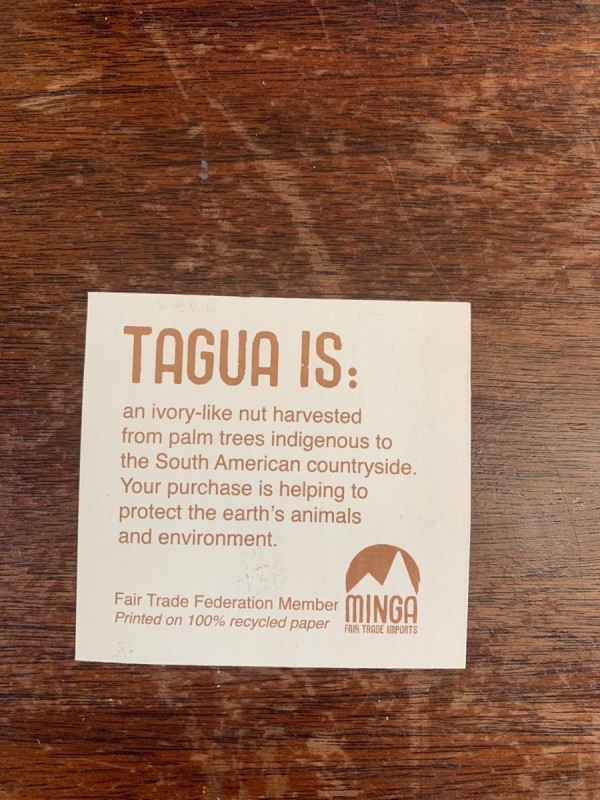 TAGUA IS:
an ivory-like nut harvested
from palm trees indigenous to
the South American countryside.
Your purchase is helping to
protect the earth's animals
and environment.
Fair Trade Federation Member
Printed on 100% recycled paper
MINGA
FAIR TRADE IMPORTS